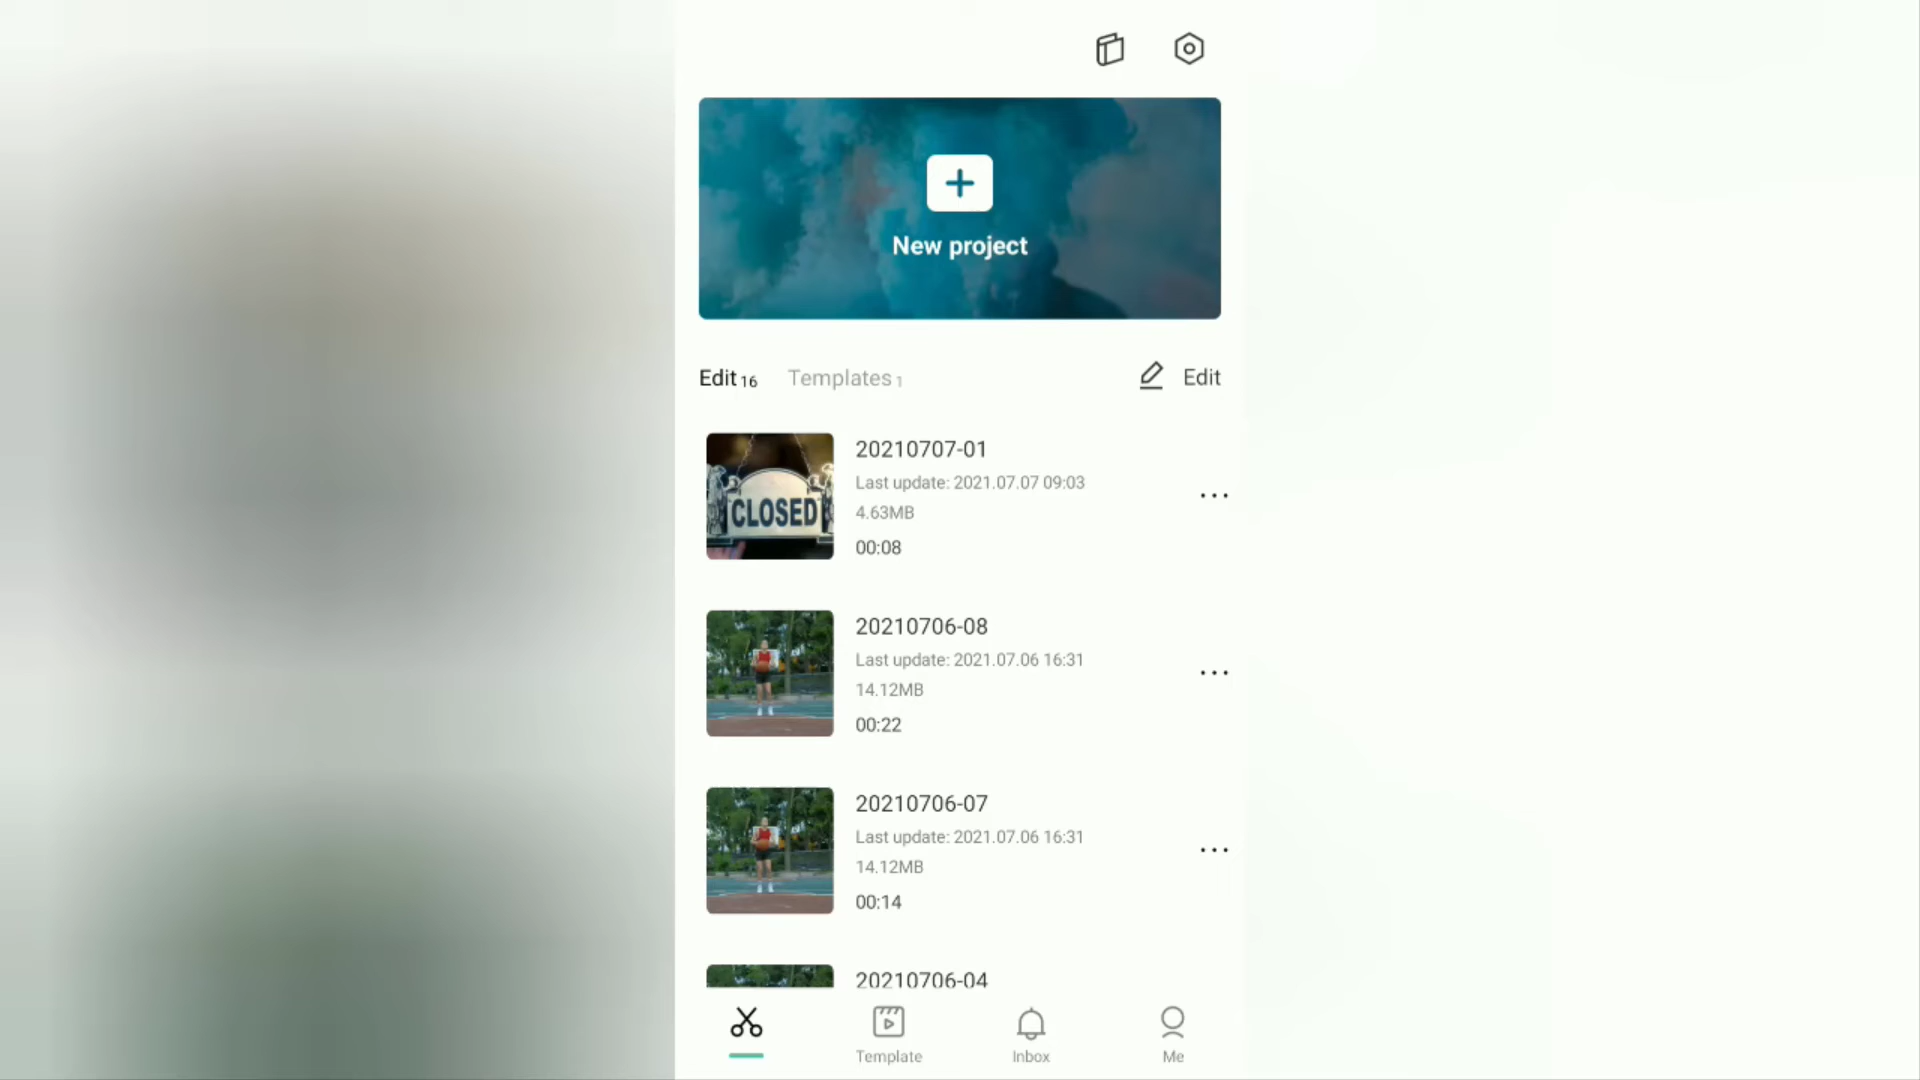 New project
Edit 16 Templates 1 Edit
20210707-01
Last update: 2021.07.07 09:03
4.63MB
00:08
CLOSED
20210706-08
Last update: 2021.07.06 16:31
14.12MB
00:22
20210706-07
Last update: 2021.07.06 16:31
14.12MB
00:14
20210706-04
Template Inbox Me